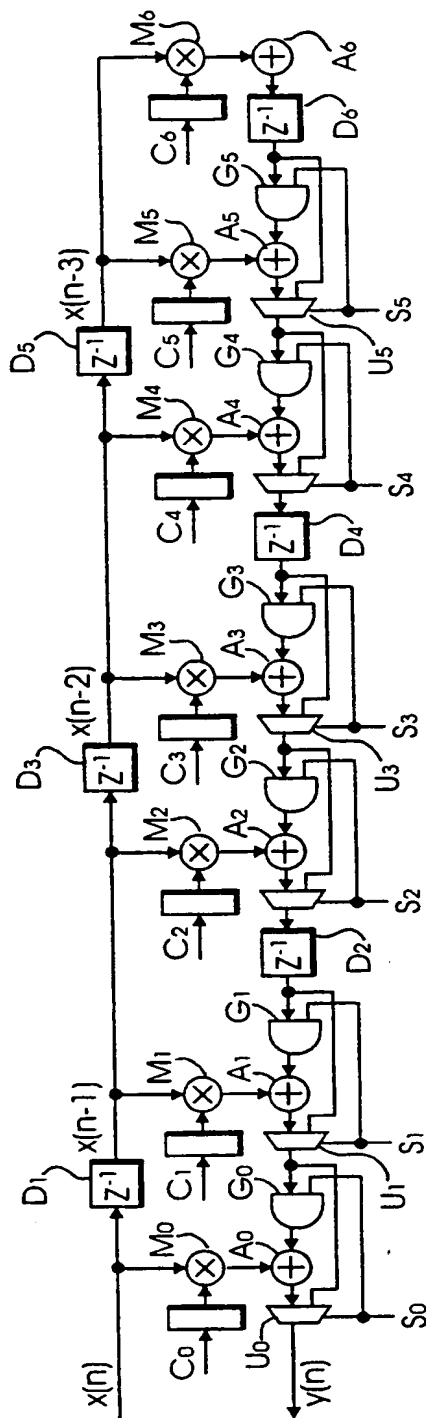 x(n)
D₁
Z⁻¹
x(n-1)
D₃
Z⁻¹
x(n-2)
D₅
Z⁻¹
x(n-3)
M₀
M₁
M₂
M₃
M₄
M₅
M₆
C₀
C₁
C₂
C₃
C₄
C₅
C₆
A₀
G₀
A₁
G₁
A₂
G₂
A₃
G₃
A₄
G₄
A₅
G₅
A₆
y(n)
U₀
U₁
Z⁻¹
D₂
U₃
Z⁻¹
D₄
U₅
Z⁻¹
D₆
S₀
S₁
S₂
S₃
S₄
S₅